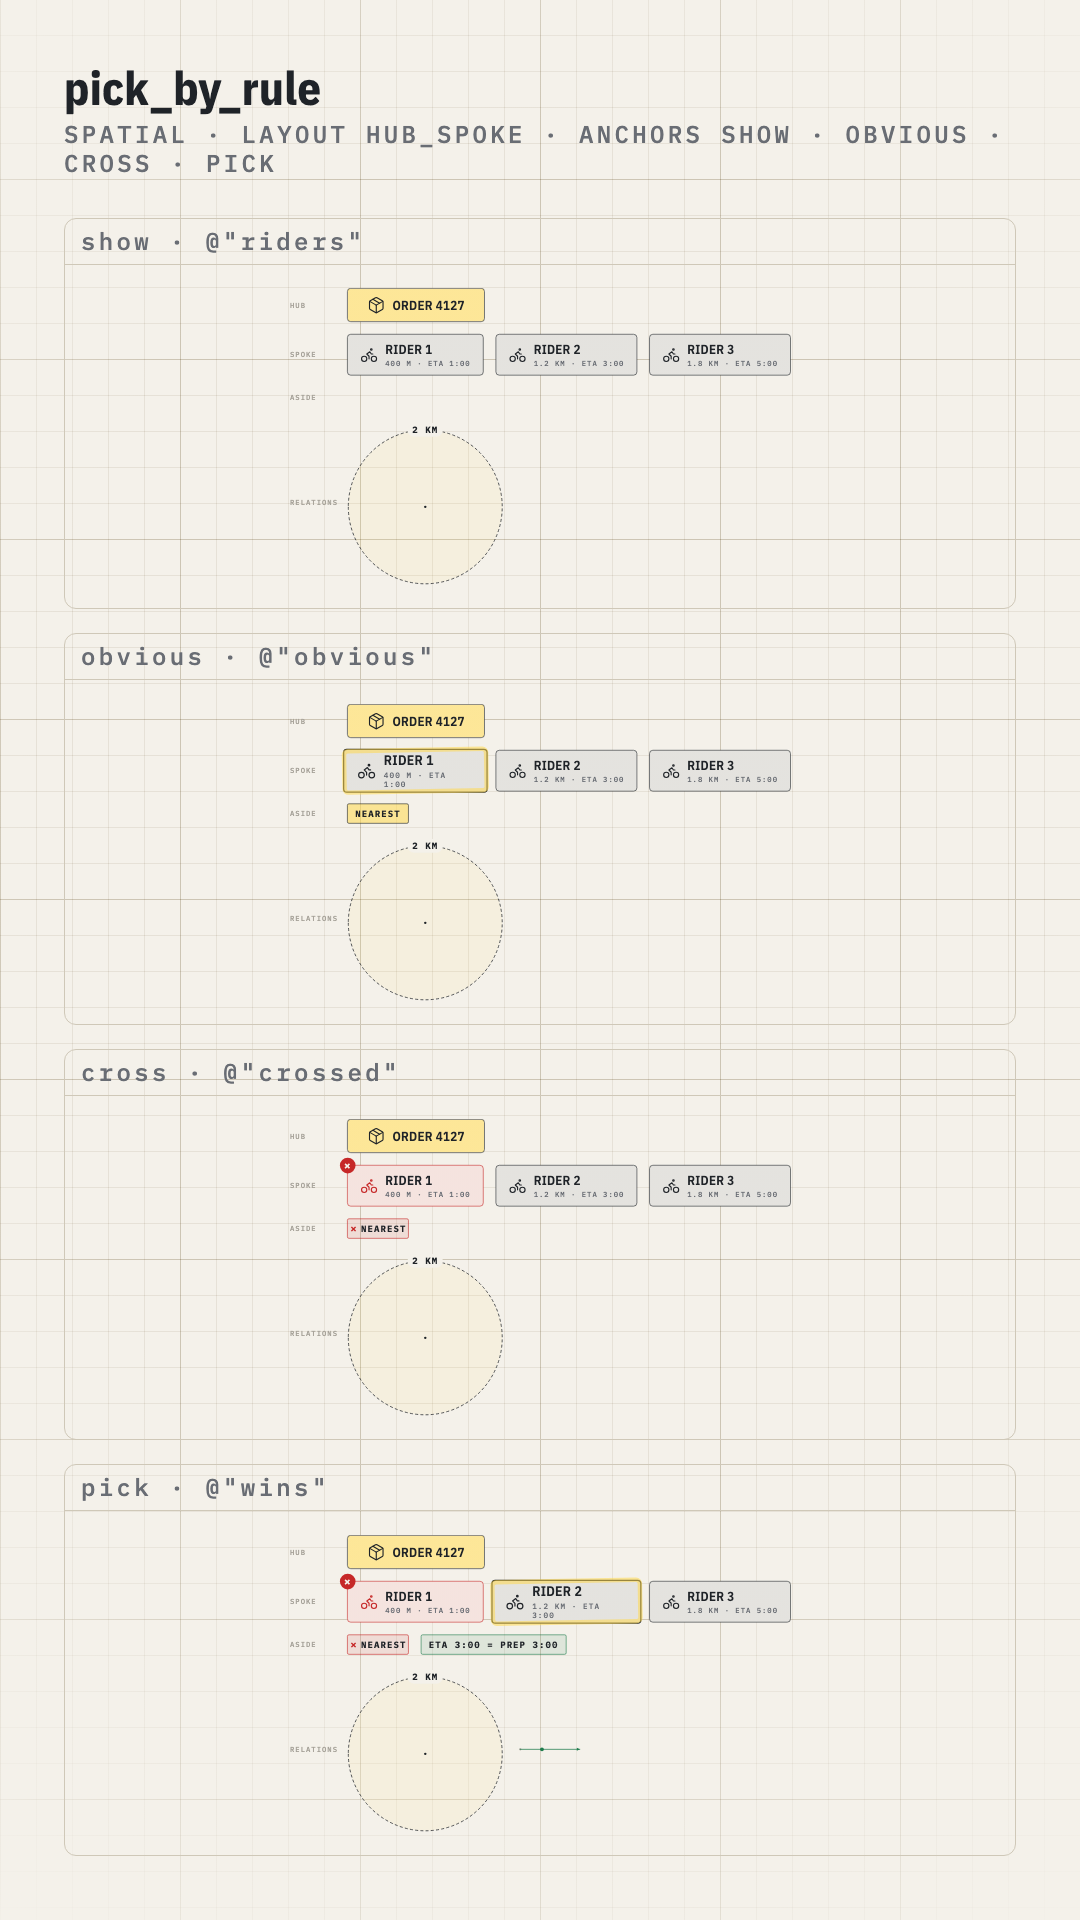 pick_by_rule
SPATIAL · LAYOUT HUB_SPOKE · ANCHORS SHOW · OBVIOUS ·
CROSS · PICK
show · @"riders"
HUB
ORDER 4127
SPOKE
RIDER 1
400 M · ETA 1:00
RIDER 2
1.2 KM · ETA 3:00
RIDER 3
1.8 KM · ETA 5:00
ASIDE
2 KM
RELATIONS
obvious · @"obvious"
HUB
ORDER 4127
SPOKE
RIDER 1
400 M · ETA
1:00
RIDER 2
1.2 KM · ETA 3:00
RIDER 3
1.8 KM · ETA 5:00
ASIDE
NEAREST
2 KM
RELATIONS
cross · @"crossed"
HUB
ORDER 4127
SPOKE
RIDER 1
400 M · ETA 1:00
RIDER 2
1.2 KM · ETA 3:00
RIDER 3
1.8 KM · ETA 5:00
ASIDE
× NEAREST
2 KM
RELATIONS
pick · @"wins"
HUB
ORDER 4127
SPOKE
RIDER 1
400 M · ETA 1:00
RIDER 2
1.2 KM · ETA
3:00
RIDER 3
1.8 KM · ETA 5:00
ASIDE
× NEAREST
ETA 3:00 = PREP 3:00
2 KM
RELATIONS